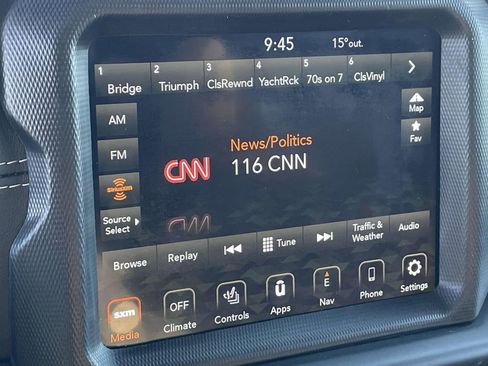 9:45 15°out.
1 2 3 4 5 6
Bridge Triumph ClsRewnd YachtRck 70s on 7 ClsVinyl
AM
Map
FM
Fav
News/Politics
CNN 116 CNN
SiriusXM
Source
Select
CNN
Browse Replay Tune Traffic & Weather Audio
sxm OFF E
Media Climate Controls Apps Nav Phone Settings